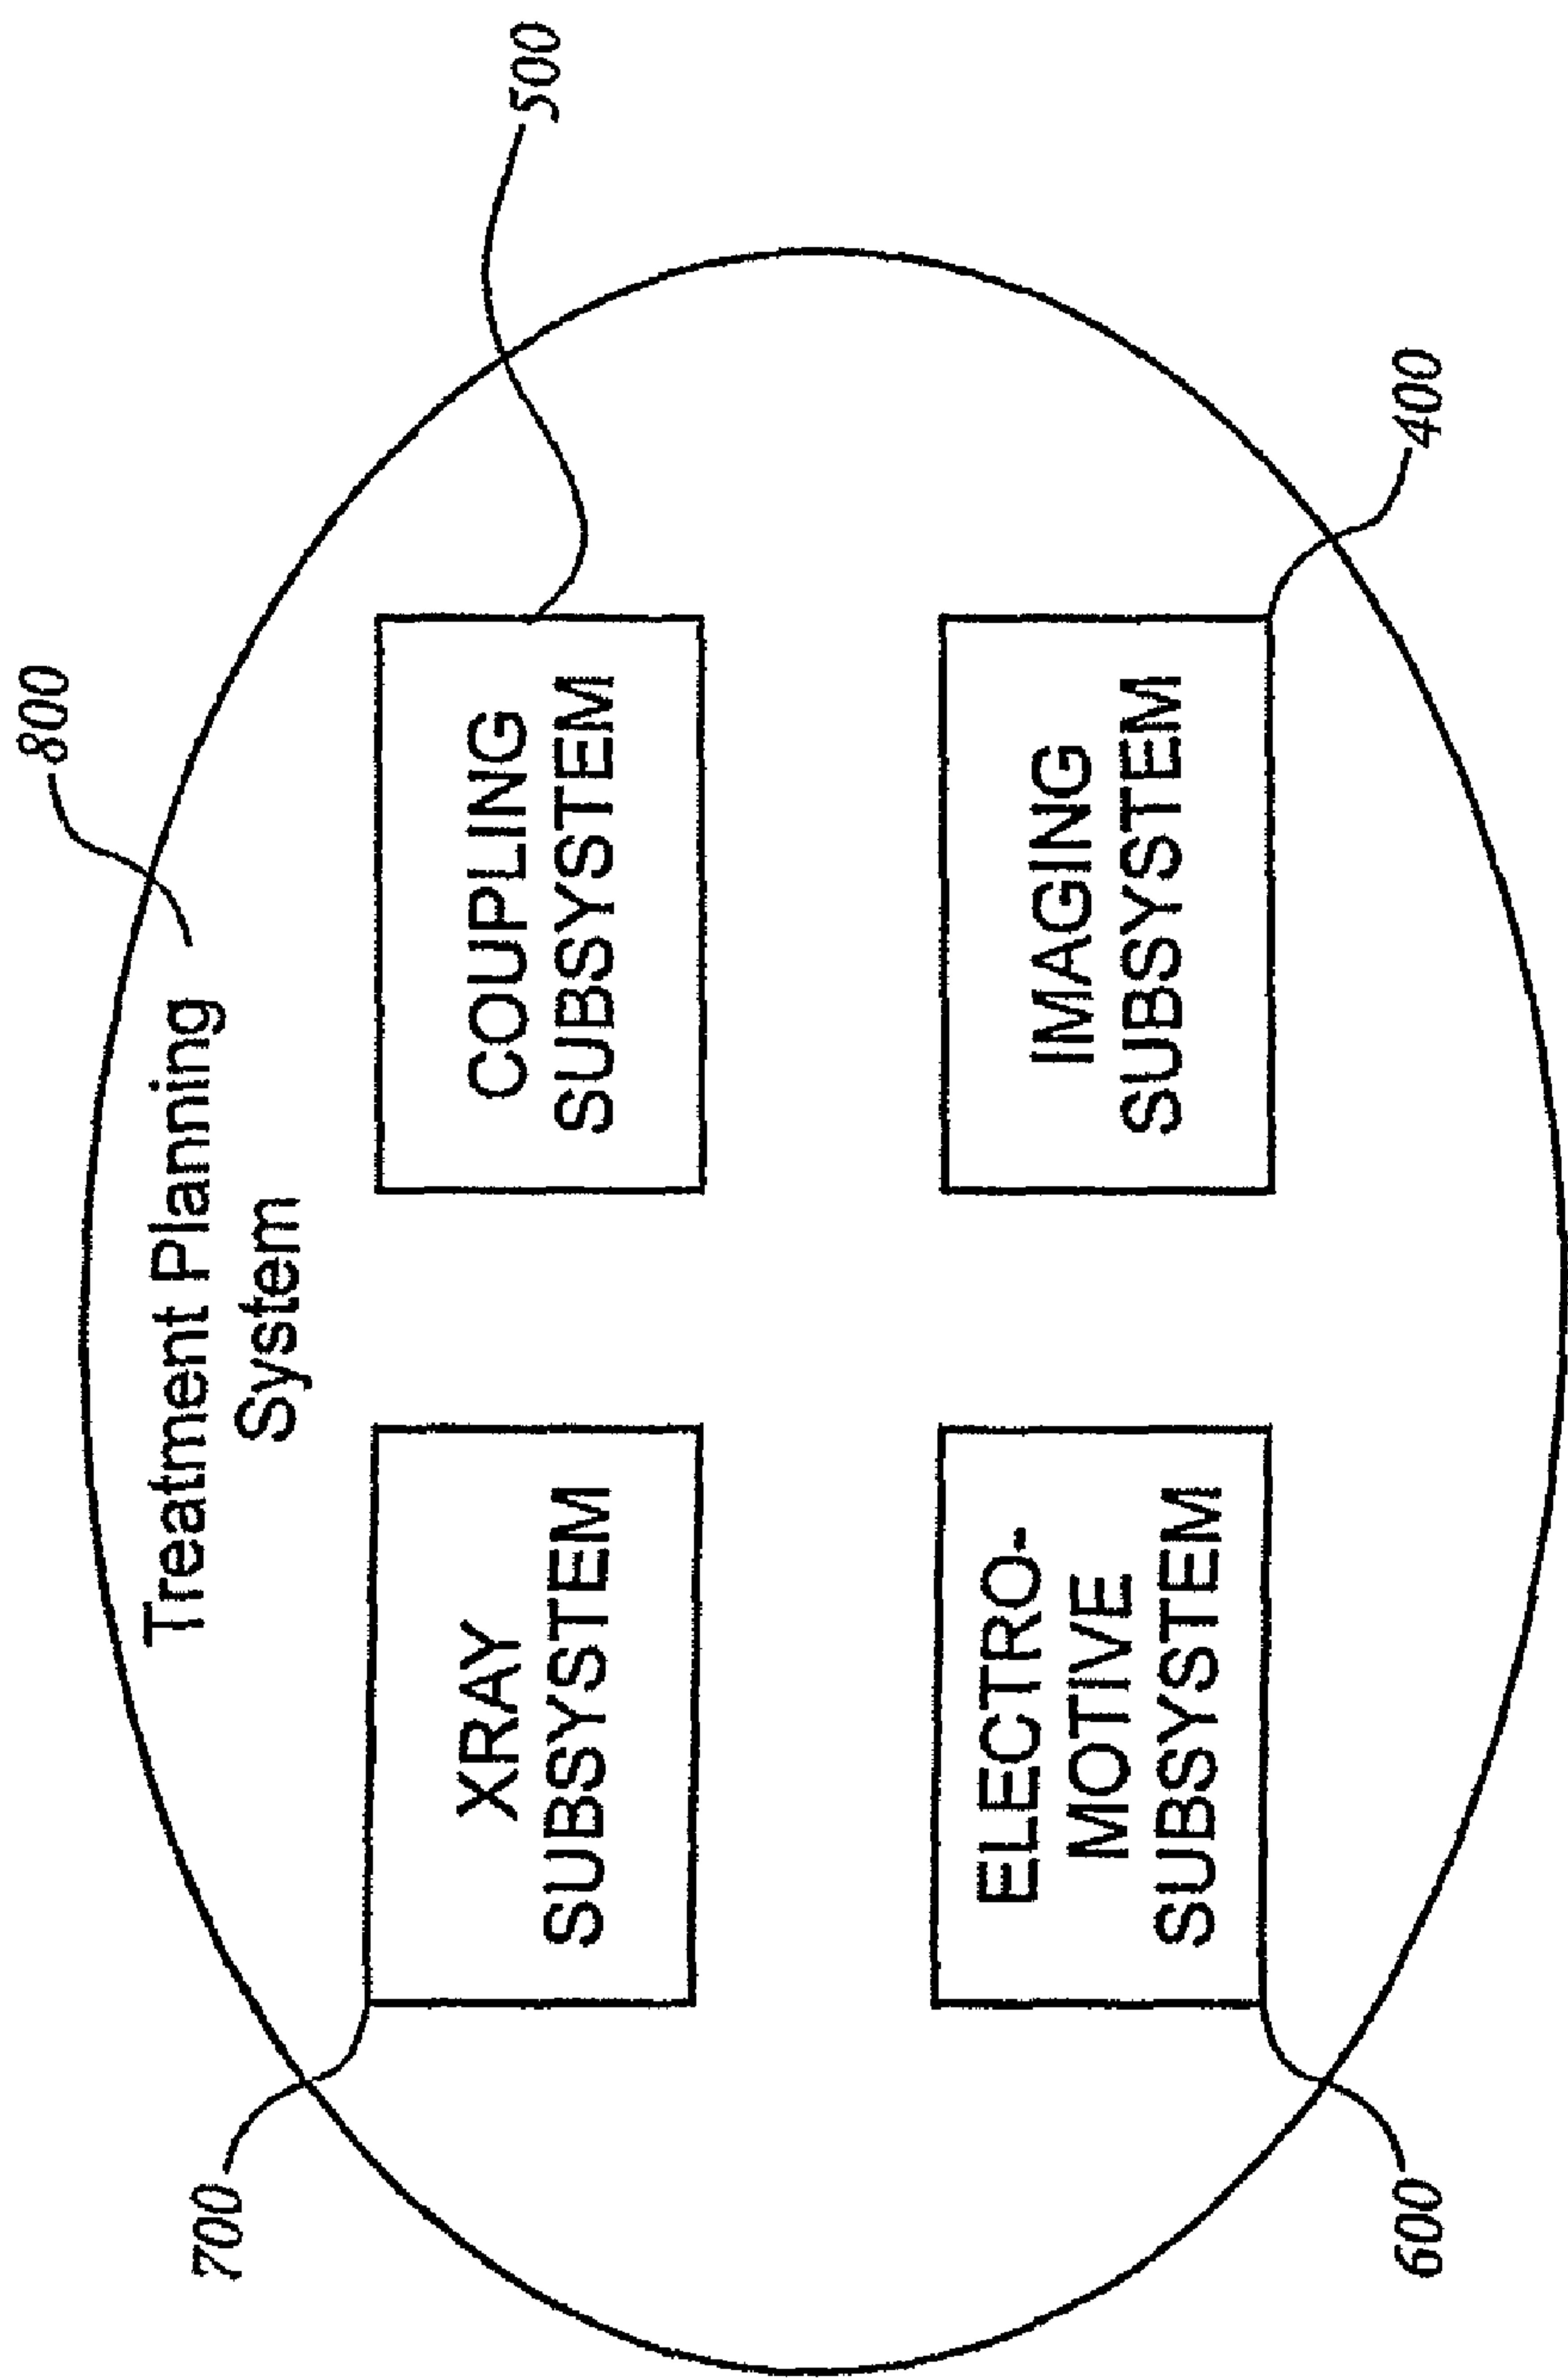 800
Treatment Planning
System
500
700
XRAY
SUBSYSTEM
COUPLING
SUBSYSTEM
ELECTRO-
MOTIVE
SUBSYSTEM
IMAGING
SUBSYSTEM
600
400